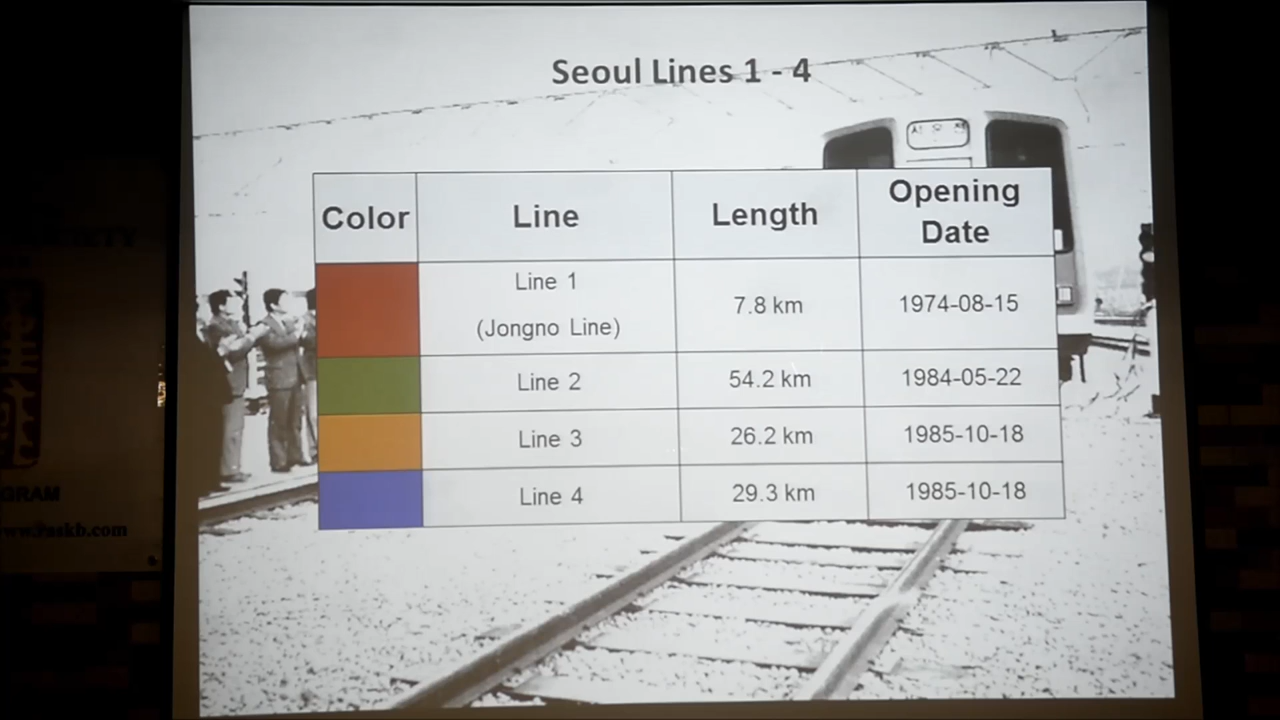 Seoul Lines 1 - 4
Color Line Length Opening Date
Line 1 (Jongno Line) 7.8 km 1974-08-15
Line 2 54.2 km 1984-05-22
Line 3 26.2 km 1985-10-18
Line 4 29.3 km 1985-10-18
GRAM